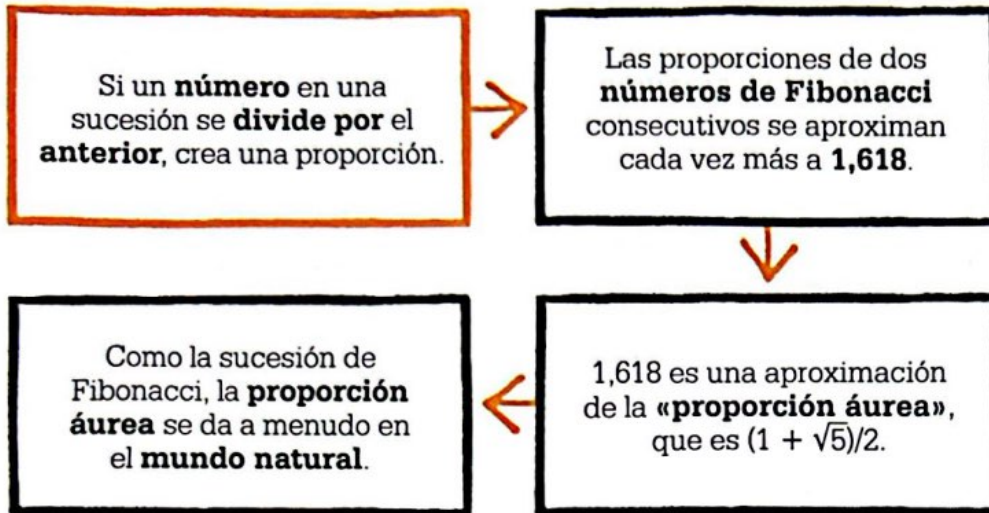 Si un número en una
sucesión se divide por el
anterior, crea una proporción.
Las proporciones de dos
números de Fibonacci
consecutivos se aproximan
cada vez más a 1,618.
1,618 es una aproximación
de la «proporción áurea»,
que es (1 + √5)/2.
Como la sucesión de
Fibonacci, la proporción
áurea se da a menudo en
el mundo natural.